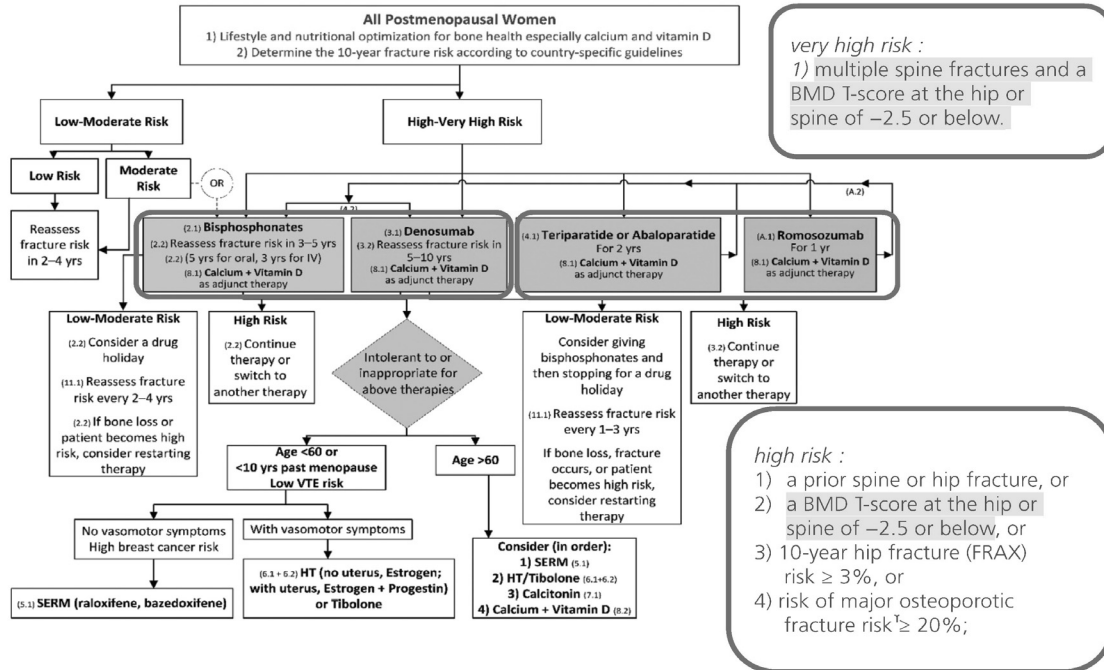 All Postmenopausal Women
1) Lifestyle and nutritional optimization for bone health especially calcium and vitamin D
2) Determine the 10-year fracture risk according to country-specific guidelines
very high risk :
1) multiple spine fractures and a
BMD T-score at the hip or
spine of −2.5 or below.
Low-Moderate Risk
High-Very High Risk
Low Risk
Moderate
Risk
OR
Reassess
fracture risk
in 2–4 yrs
(A.2)
(A.2)
(2.1) Bisphosphonates
(2.2) Reassess fracture risk in 3–5 yrs
(2.2) (5 yrs for oral, 3 yrs for IV)
(8.1) Calcium + Vitamin D
as adjunct therapy
(3.1) Denosumab
(3.2) Reassess fracture risk in
5–10 yrs
(8.1) Calcium + Vitamin D
as adjunct therapy
(4.1) Teriparatide or Abaloparatide
For 2 yrs
(8.1) Calcium + Vitamin D
as adjunct therapy
(A.1) Romosozumab
For 1 yr
(8.1) Calcium + Vitamin D
as adjunct therapy
Low-Moderate Risk
(2.2) Consider a drug
holiday
(11.1) Reassess fracture
risk every 2–4 yrs
(2.2) If bone loss or
patient becomes high
risk, consider restarting
therapy
High Risk
(2.2) Continue
therapy or
switch to
another therapy
Intolerant to or
inappropriate for
above therapies
Low-Moderate Risk
Consider giving
bisphosphonates and
then stopping for a drug
holiday
(11.1) Reassess fracture risk
every 1–3 yrs
If bone loss, fracture
occurs, or patient
becomes high risk,
consider restarting
therapy
High Risk
(3.2) Continue
therapy or
switch to
another therapy
Age <60 or
<10 yrs past menopause
Low VTE risk
Age >60
No vasomotor symptoms
High breast cancer risk
With vasomotor symptoms
(5.1) SERM (raloxifene, bazedoxifene)
(6.1 + 6.2) HT (no uterus, Estrogen;
with uterus, Estrogen + Progestin)
or Tibolone
Consider (in order):
1) SERM (5.1)
2) HT/Tibolone (6.1+6.2)
3) Calcitonin (7.1)
4) Calcium + Vitamin D (8.2)
high risk :
1) a prior spine or hip fracture, or
2) a BMD T-score at the hip or
spine of −2.5 or below, or
3) 10-year hip fracture (FRAX)
risk ≥ 3%, or
4) risk of major osteoporotic
fracture risk ≥ 20%;